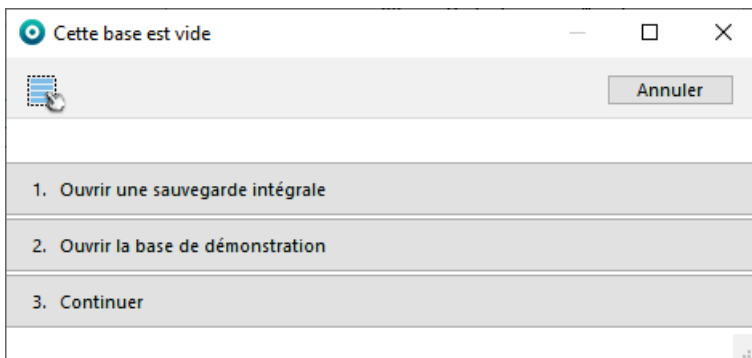 Cette base est vide
Annuler
1. Ouvrir une sauvegarde intégrale
2. Ouvrir la base de démonstration
3. Continuer